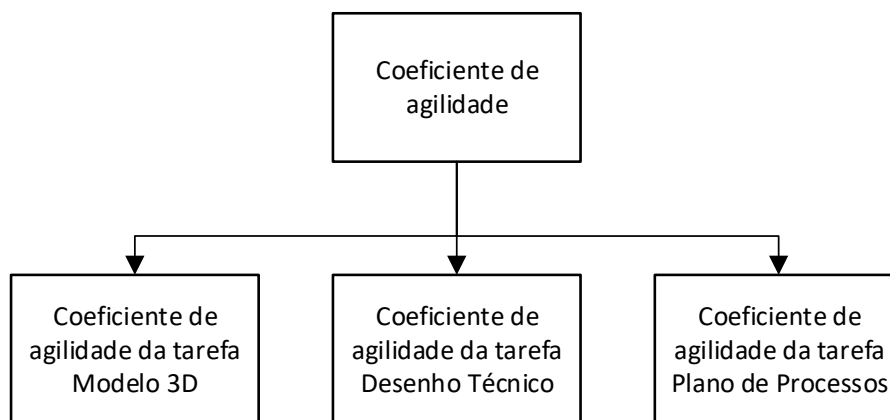 Coeficiente de
agilidade
Coeficiente de
agilidade da tarefa
Modelo 3D
Coeficiente de
agilidade da tarefa
Desenho Técnico
Coeficiente de
agilidade da tarefa
Plano de Processos